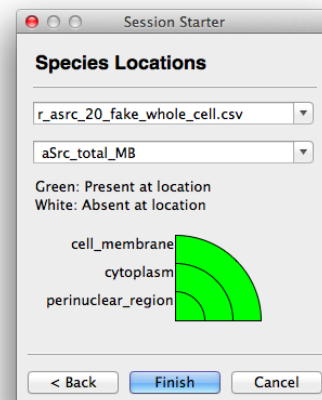 Session Starter
Species Locations
r_asrc_20_fake_whole_cell.csv
aSrc_total_MB
Green: Present at location
White: Absent at location
cell_membrane
cytoplasm
perinuclear_region
< Back Finish Cancel